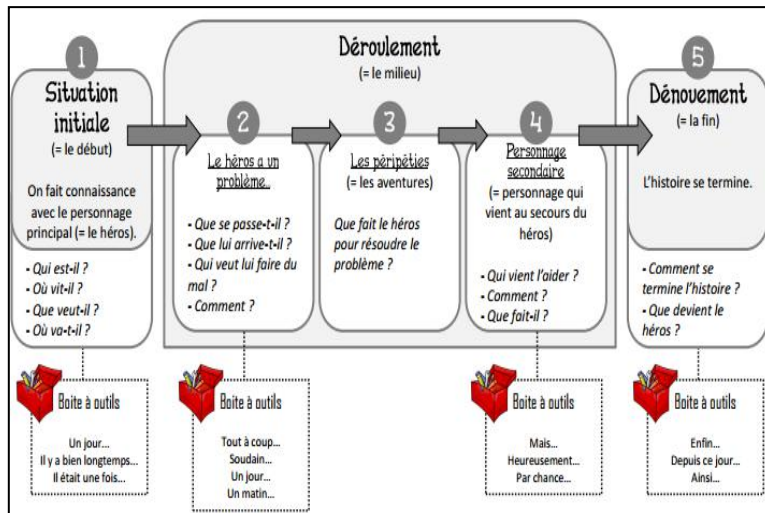 1
Situation
initiale
(= le début)
On fait connaissance
avec le personnage
principal (= le héros).
- Qui est-il ?
- Où vit-il ?
- Que veut-il ?
- Où va-t-il ?
Boite à outils
Un jour...
Il y a bien longtemps...
Il était une fois...
Déroulement
(= le milieu)
2
Le héros a un
problème...
- Que se passe-t-il ?
- Que lui arrive-t-il ?
- Qui veut lui faire du
mal ?
- Comment ?
Boite à outils
Tout à coup...
Soudain...
Un jour...
Un matin...
3
Les péripéties
(= les aventures)
Que fait le héros
pour résoudre le
problème ?
4
Personnage
secondaire
(= personnage qui
vient au secours du
héros)
- Qui vient l'aider ?
- Comment ?
- Que fait-il ?
Boite à outils
Mais...
Heureusement...
Par chance...
5
Dénouement
(= la fin)
L'histoire se termine.
- Comment se
termine l'histoire ?
- Que devient le
héros ?
Boite à outils
Enfin...
Depuis ce jour...
Ainsi...